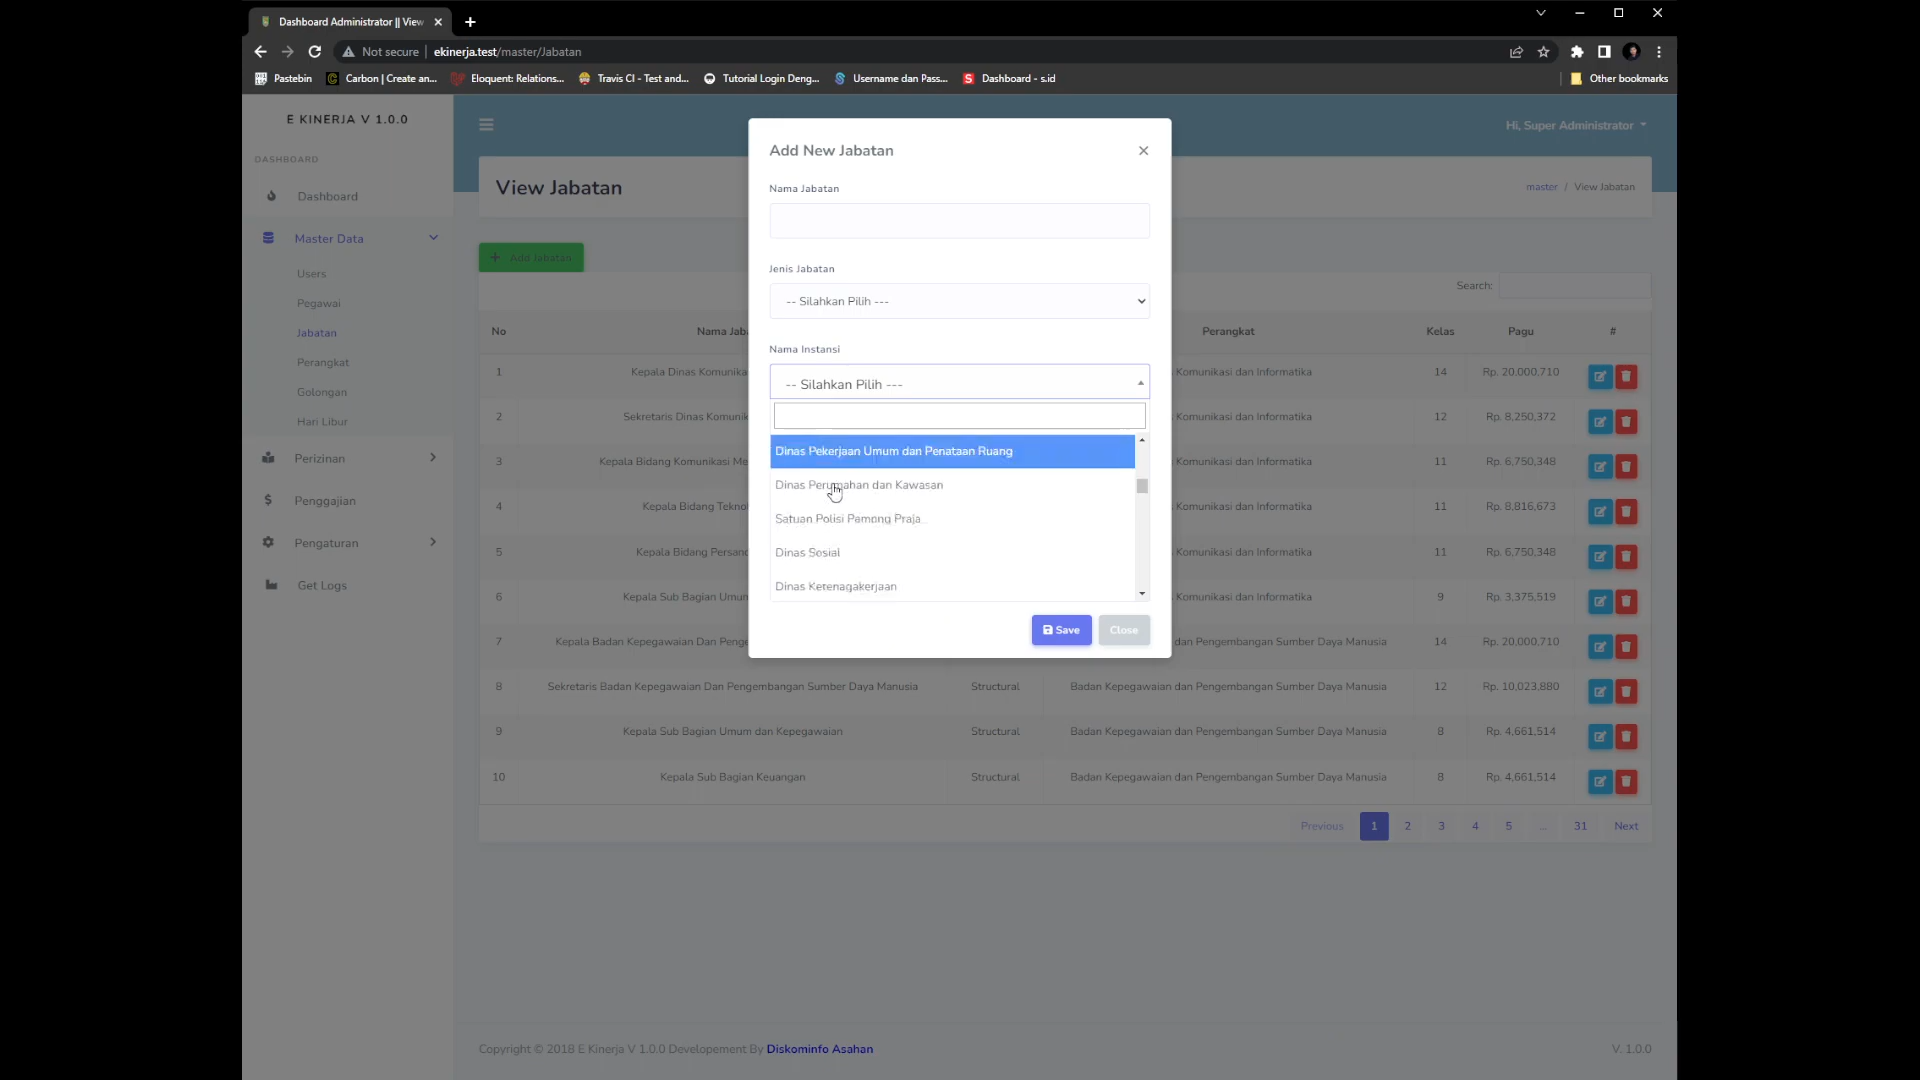 Dashboard Administrator || View
Not secure
ekinerja.test/master/Jabatan
Pastebin
Carbon | Create an...
Eloquent: Relations...
Travis CI - Test and...
Tutorial Login Deng...
Username dan Pass...
Dashboard - s.id
Other bookmarks
E KINERJA V 1.0.0
DASHBOARD
Dashboard
Master Data
Users
Pegawai
Jabatan
Perangkat
Golongan
Hari Libur
Perizinan
Penggajian
Pengaturan
Get Logs
Hi, Super Administrator
View Jabatan
master / View Jabatan
+ Add Jabatan
Search:
Add New Jabatan
Nama Jabatan
Jenis Jabatan
-- Silahkan Pilih ---
Nama Instansi
-- Silahkan Pilih ---
Dinas Pekerjaan Umum dan Penataan Ruang
Dinas Perumahan dan Kawasan
Satuan Polisi Pamong Praja
Dinas Sosial
Dinas Ketenagakerjaan
Save
Close
No Nama Perangkat Kelas Pagu #
1 Kepala Dinas Komunikasi dan Informatika 14 Rp. 20,000,710
2 Sekretaris Dinas Komunikasi dan Informatika 12 Rp. 8,250,372
3 Kepala Bidang Komunikasi dan Informatika 11 Rp. 6,750,348
4 Kepala Bidang Komunikasi dan Informatika 11 Rp. 8,816,673
5 Kepala Bidang Komunikasi dan Informatika 11 Rp. 6,750,348
6 Kepala Sub Bagian Komunikasi dan Informatika 9 Rp. 3,375,519
7 Kepala Badan Kepegawaian Dan dan Pengembangan Sumber Daya Manusia 14 Rp. 20,000,710
8 Sekretaris Badan Kepegawaian Dan Pengembangan Sumber Daya Manusia Structural Badan Kepegawaian dan Pengembangan Sumber Daya Manusia 12 Rp. 10,023,880
9 Kepala Sub Bagian Umum dan Kepegawaian Structural Badan Kepegawaian dan Pengembangan Sumber Daya Manusia 8 Rp. 4,661,514
10 Kepala Sub Bagian Keuangan Structural Badan Kepegawaian dan Pengembangan Sumber Daya Manusia 8 Rp. 4,661,514
Previous 1 2 3 4 5 ... 31 Next
Copyright © 2018 E Kinerja V 1.0.0 Developement By Diskominfo Asahan
V. 1.0.0